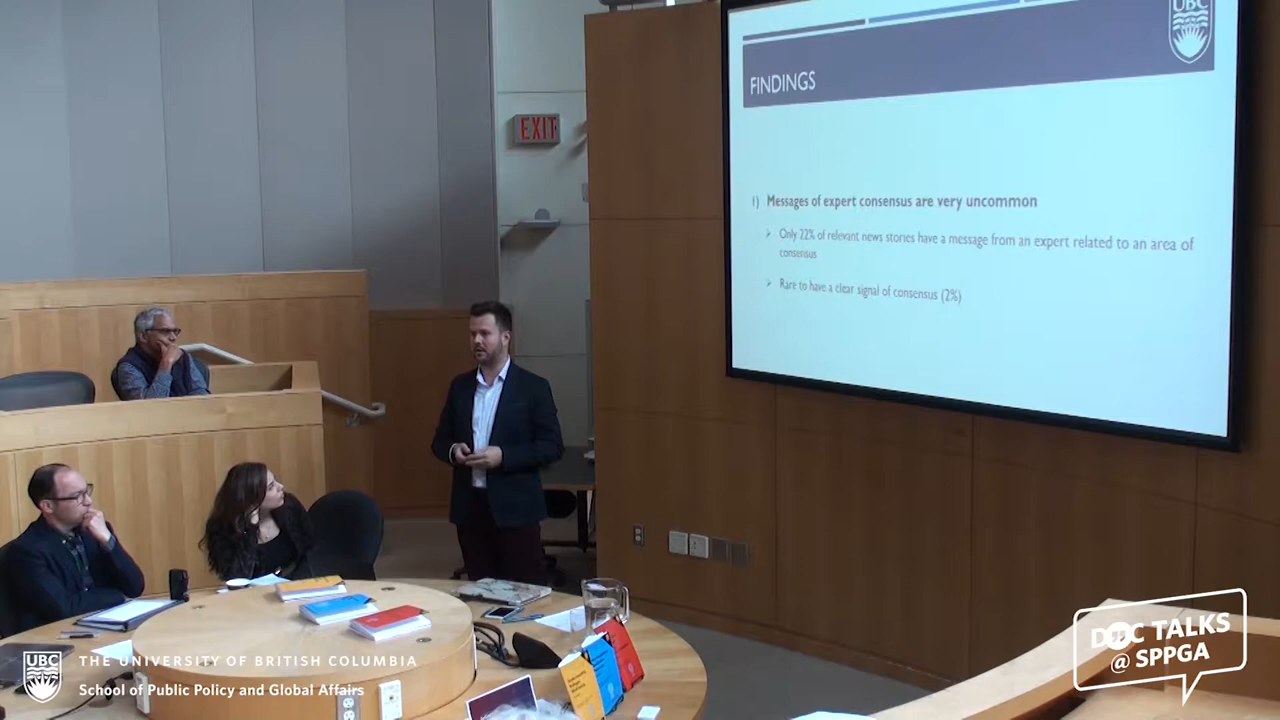 UBC
FINDINGS
EXIT
1) Messages of expert consensus are very uncommon
Only 22% of relevant news stories have a message from an expert related to an area of
consensus
Rare to have a clear signal of consensus (2%)
DOC TALKS
@ SPPGA
UBC
THE UNIVERSITY OF BRITISH COLUMBIA
School of Public Policy and Global Affairs